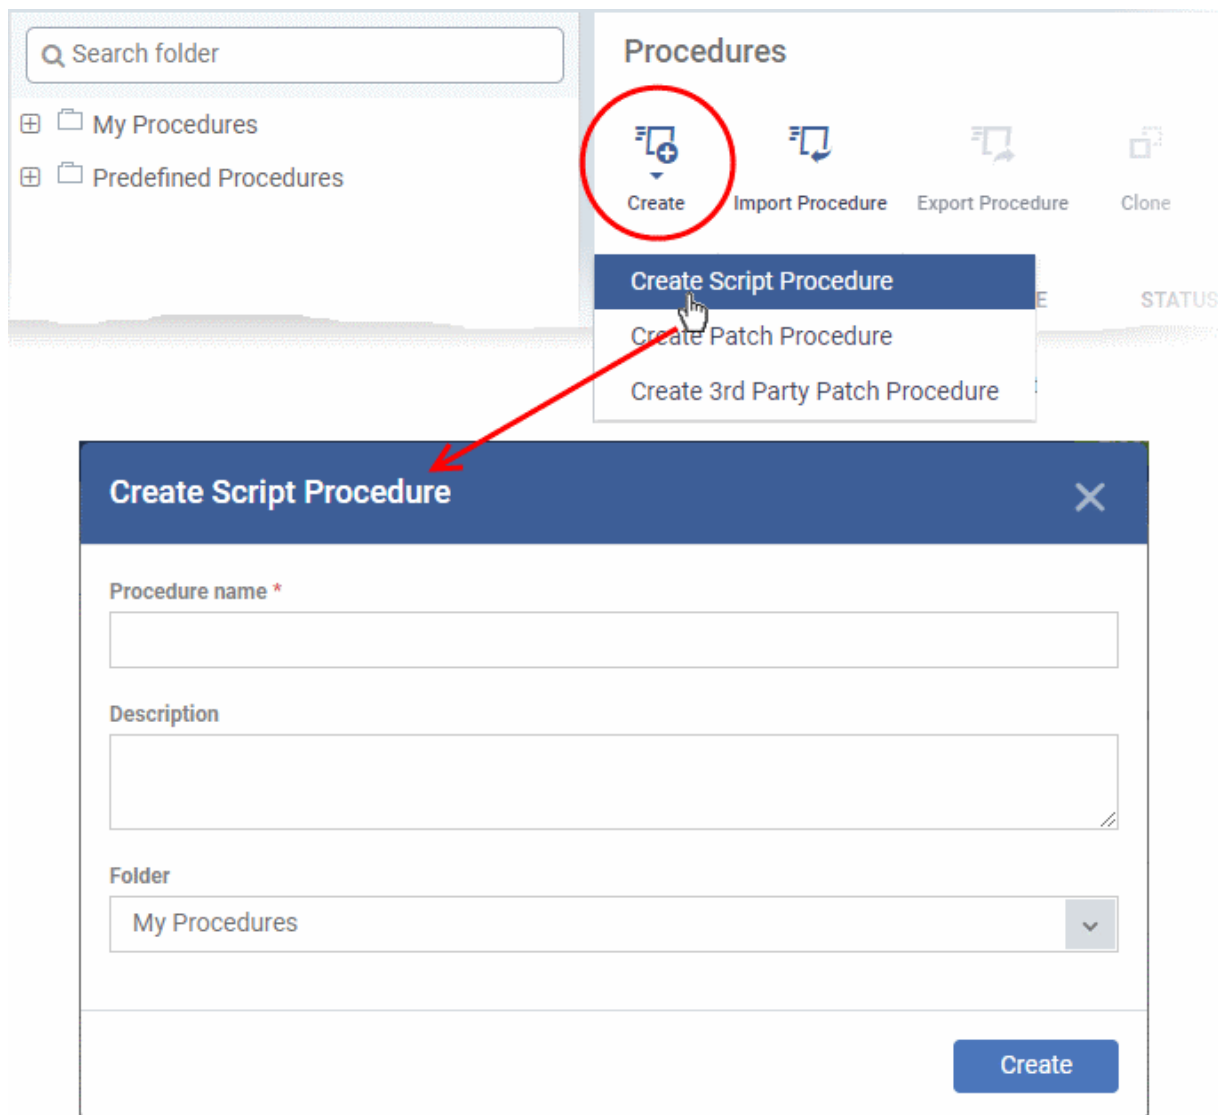 Search folder
My Procedures
Predefined Procedures
Procedures
Create Import Procedure Export Procedure Clone
Create Script Procedure
E STATUS
Create Patch Procedure
Create 3rd Party Patch Procedure
Create Script Procedure
Procedure name *
Description
Folder
My Procedures
Create